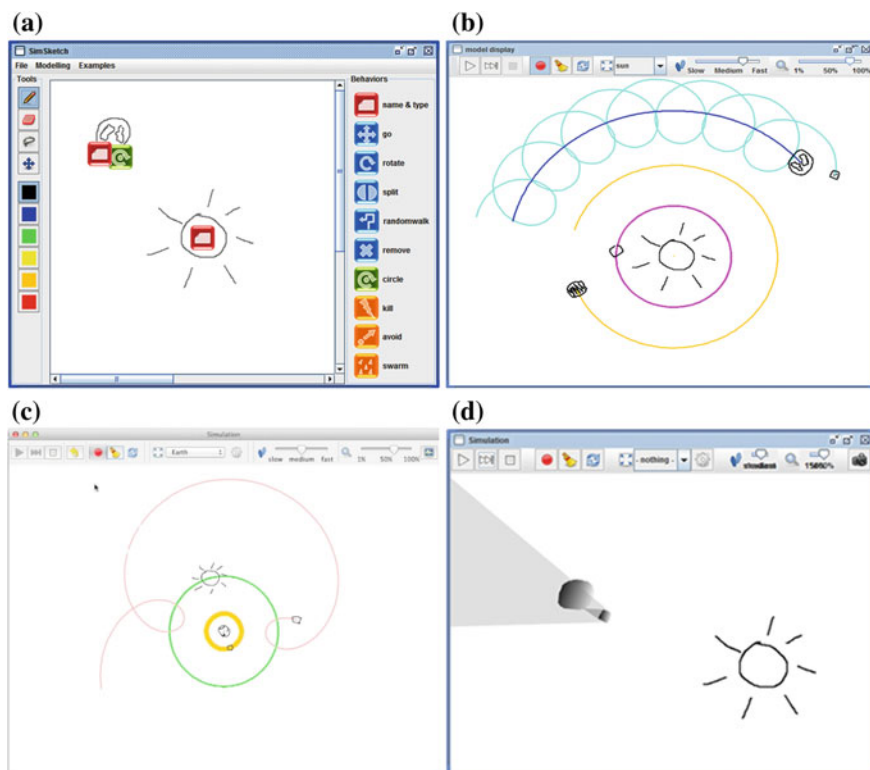 (a)
SimSketch
File Modelling Examples
Tools
Behaviors
name & type
go
rotate
split
randomwalk
remove
circle
kill
avoid
swarm
(b)
model display
sun
Slow Medium Fast
1% 50% 100%
(c)
Simulation
Earth
slow medium fast
1% 50% 100%
(d)
Simulation
- nothing -